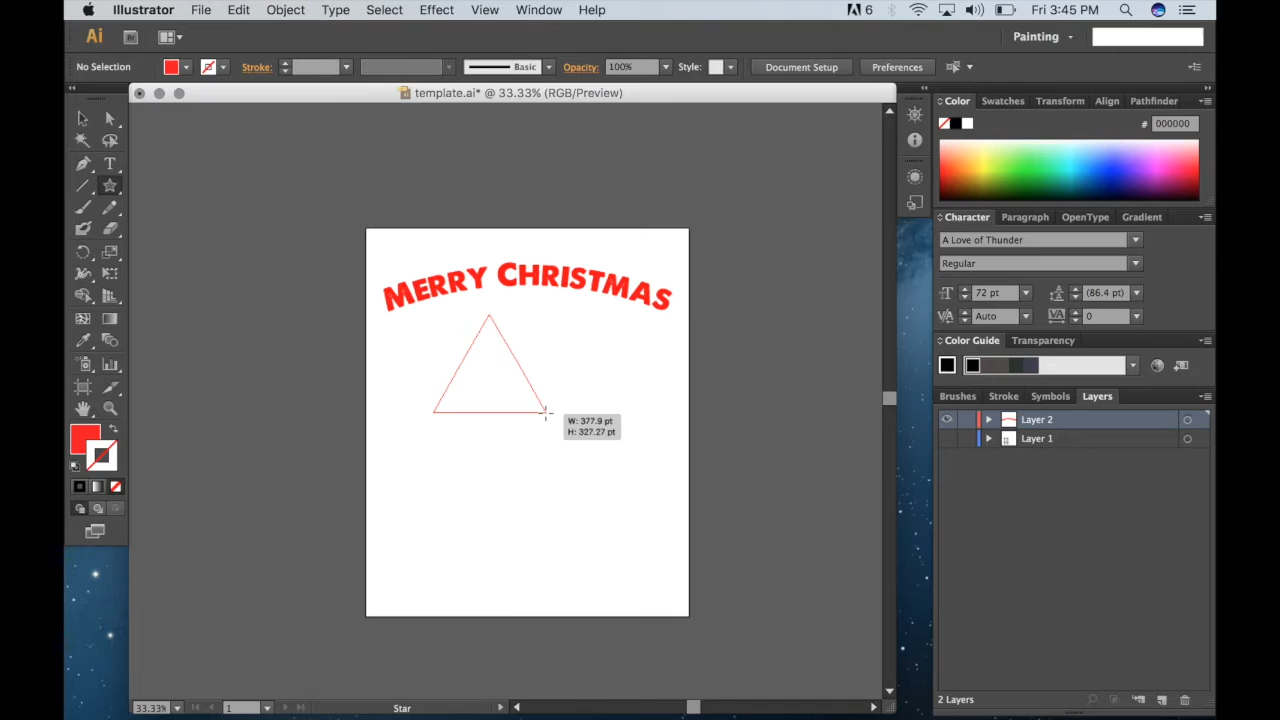 Illustrator File Edit Object Type Select Effect View Window Help 6 Fri 3:45 PM
Ai Br Painting
No Selection Stroke: Basic Opacity: 100% Style: Document Setup Preferences
template.ai* @ 33.33% (RGB/Preview)
Color Swatches Transform Align Pathfinder
# 000000
Character Paragraph OpenType Gradient
A Love of Thunder
Regular
72 pt (86.4 pt)
Auto 0
Color Guide Transparency
Brushes Stroke Symbols Layers
Layer 2
Layer 1
MERRY CHRISTMAS
W: 377.9 pt
H: 327.27 pt
33.33% 1 Star
2 Layers